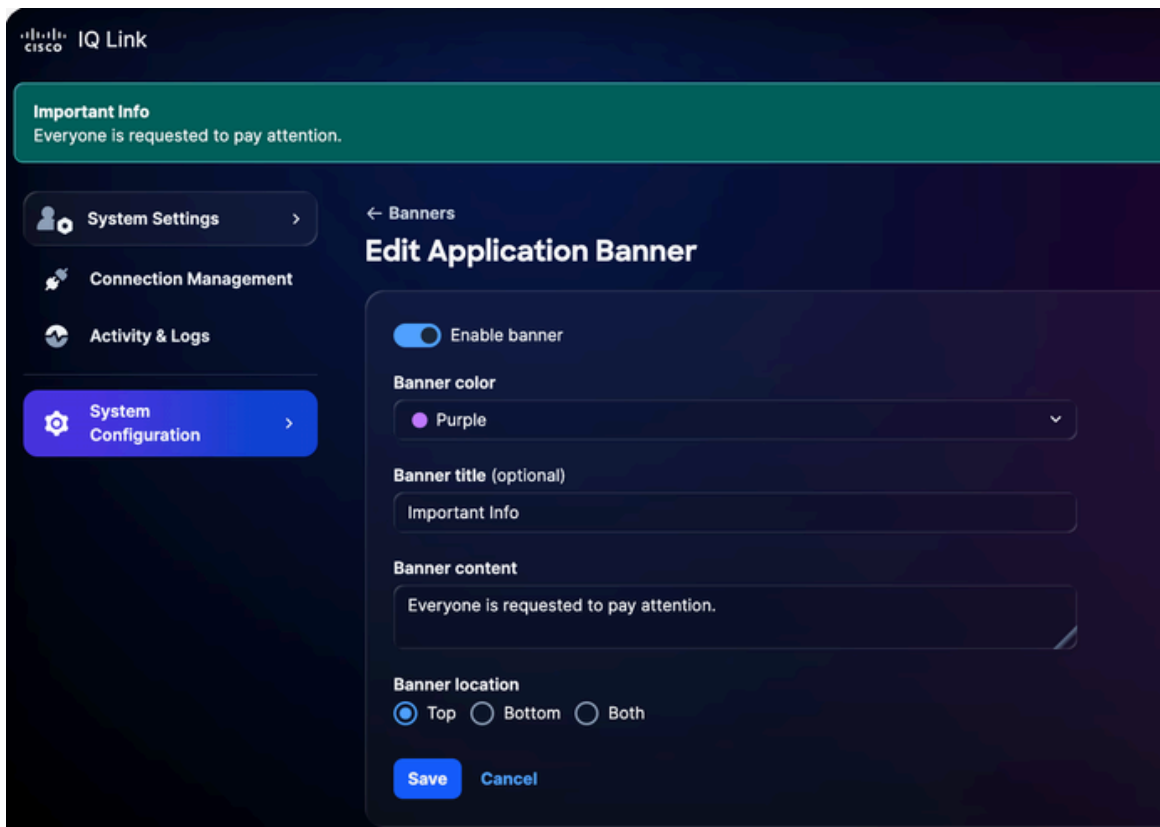 cisco IQ Link
Important Info
Everyone is requested to pay attention.
System Settings
Connection Management
Activity & Logs
System
Configuration
← Banners
Edit Application Banner
Enable banner
Banner color
Purple
Banner title (optional)
Important Info
Banner content
Everyone is requested to pay attention.
Banner location
Top Bottom Both
Save Cancel